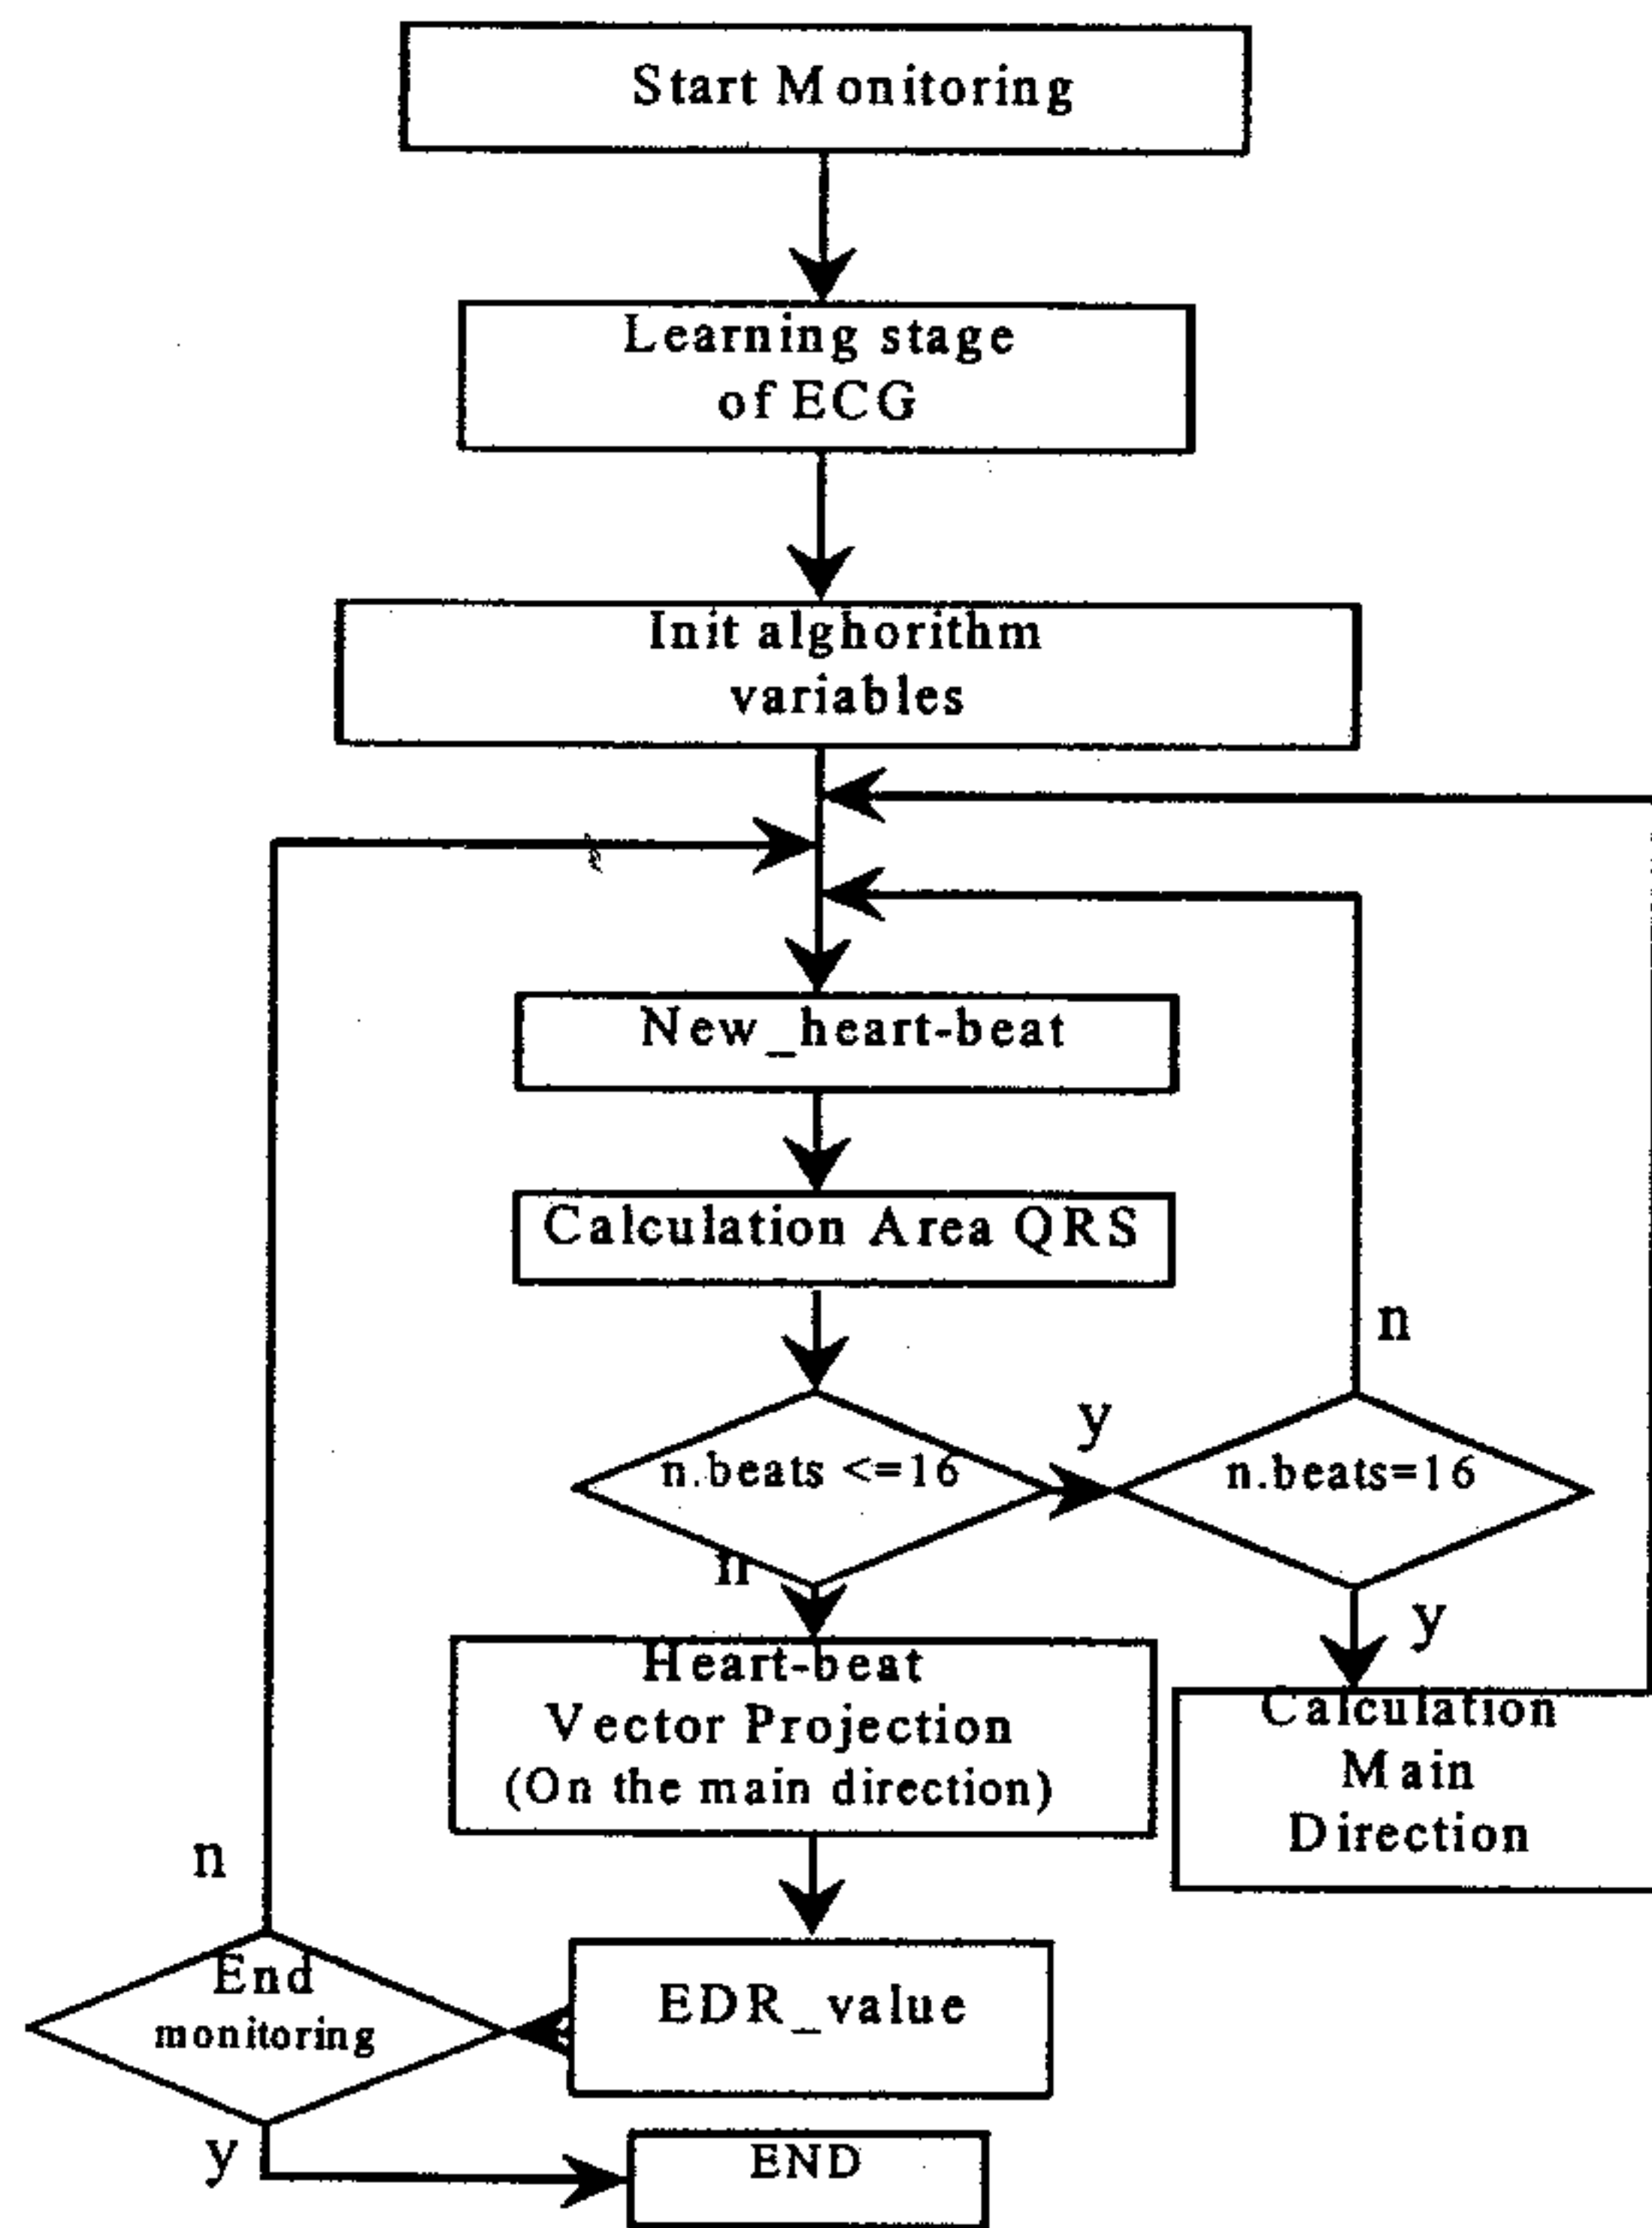 Start Monitoring
Learning stage
of ECG
Init alghorithm
variables
New_heart-beat
Calculation Area QRS
n
y
n.beats <=16
n.beats=16
n
y
Heart-beat
Vector Projection
(On the main direction)
Calculation
Main
Direction
n
End
monitoring
EDR_value
y
END